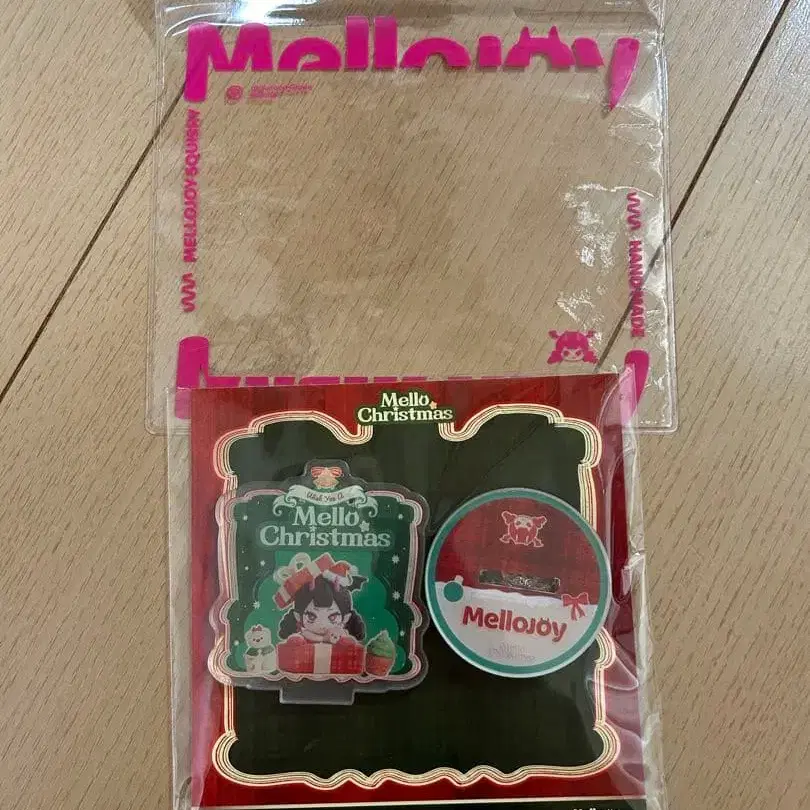 Mellojoy
MELLOJOY SQUISHY
HANDMADE
Mello
Christmas
Wish You A
Mello
Christmas
Mellojoy